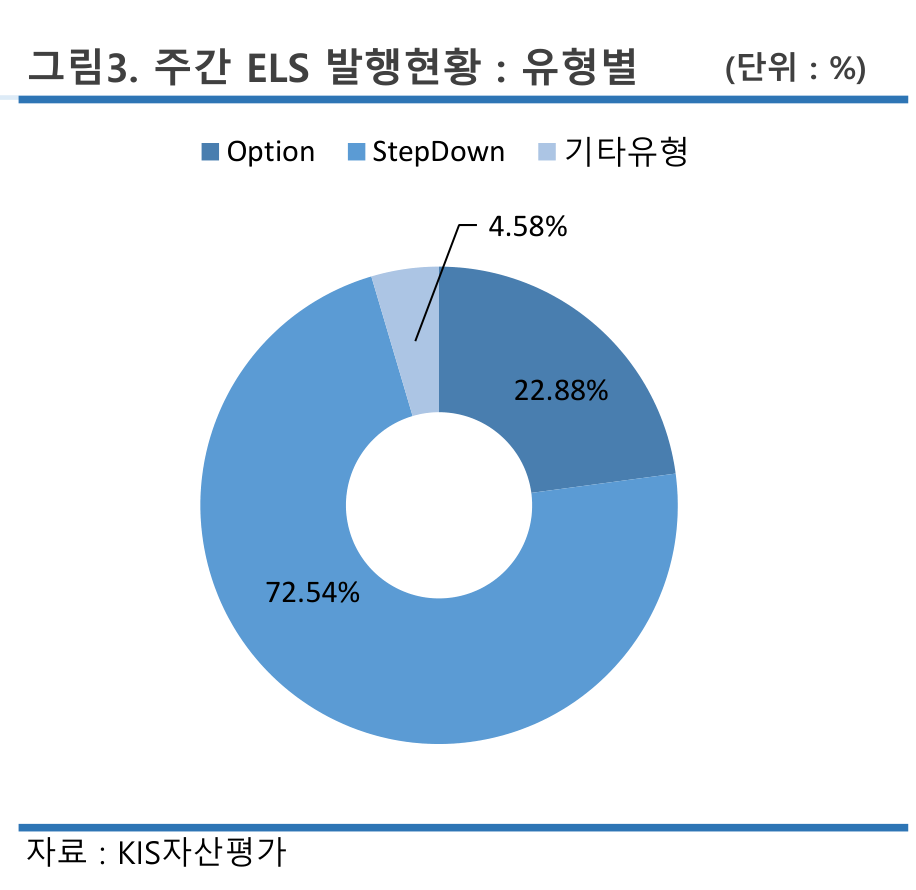 그림3. 주간 ELS 발행현황 : 유형별 (단위 : %)
Option StepDown 기타유형
4.58%
22.88%
72.54%
자료 : KIS자산평가